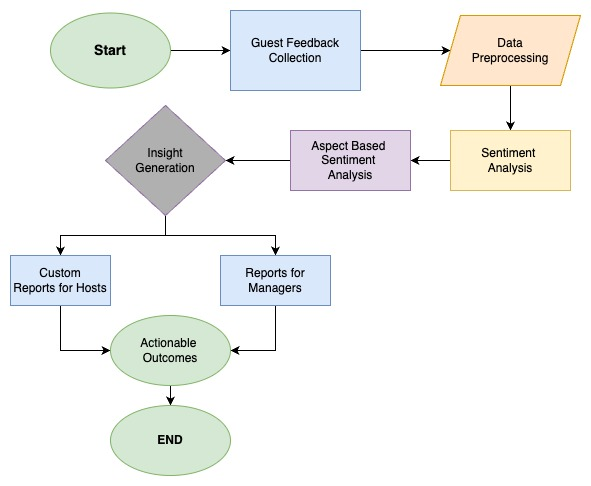 Start
Guest Feedback
Collection
Data
Preprocessing
Sentiment
Analysis
Aspect Based
Sentiment
Analysis
Insight
Generation
Custom
Reports for Hosts
Reports for
Managers
Actionable
Outcomes
END